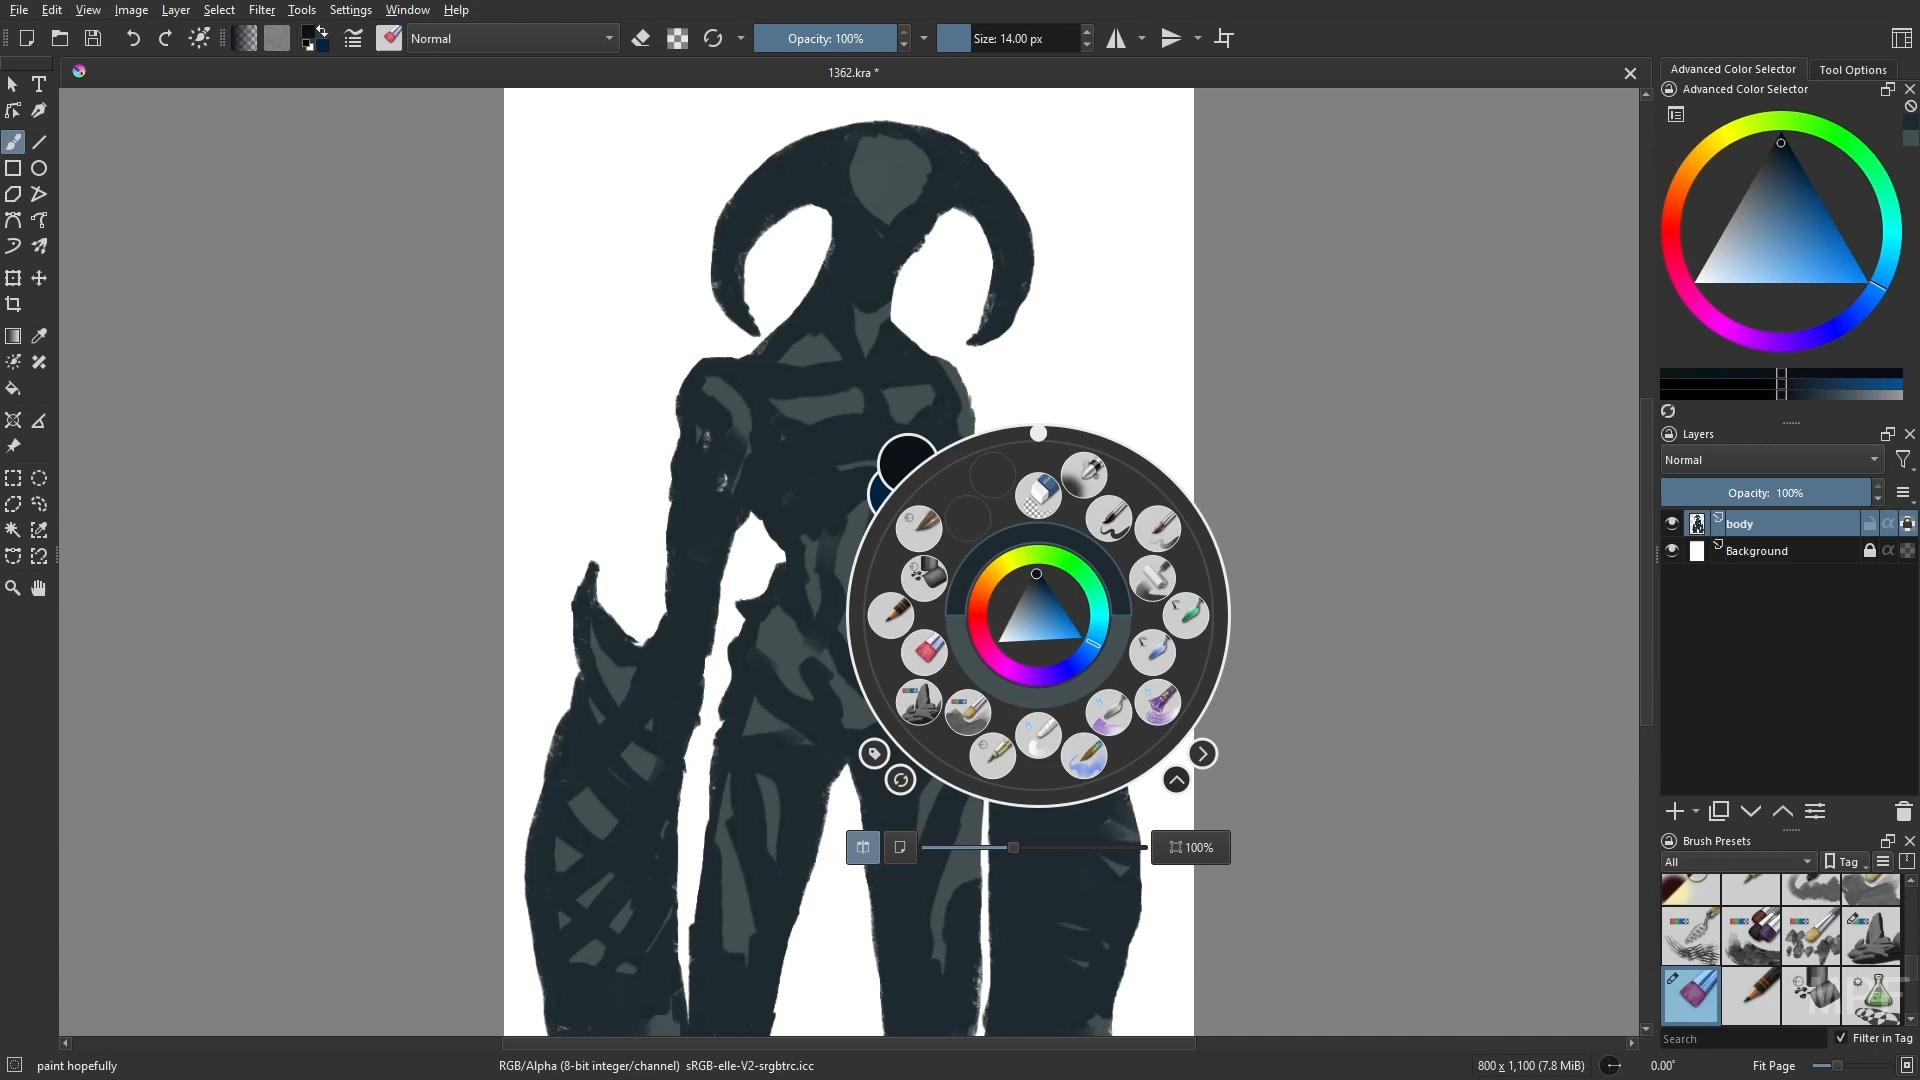 File Edit View Image Layer Select Filter Tools Settings Window Help
Normal
Opacity: 100%
Size: 14.00 px
1362.kra *
Advanced Color Selector
Tool Options
Advanced Color Selector
Layers
Normal
Opacity: 100%
body
Background
100%
Brush Presets
All
Tag
Search
Filter in Tag
paint hopefully
RGB/Alpha (8-bit integer/channel) sRGB-elle-V2-srgbtrc.icc
800 x 1,100 (7.8 MiB)
0.00°
Fit Page